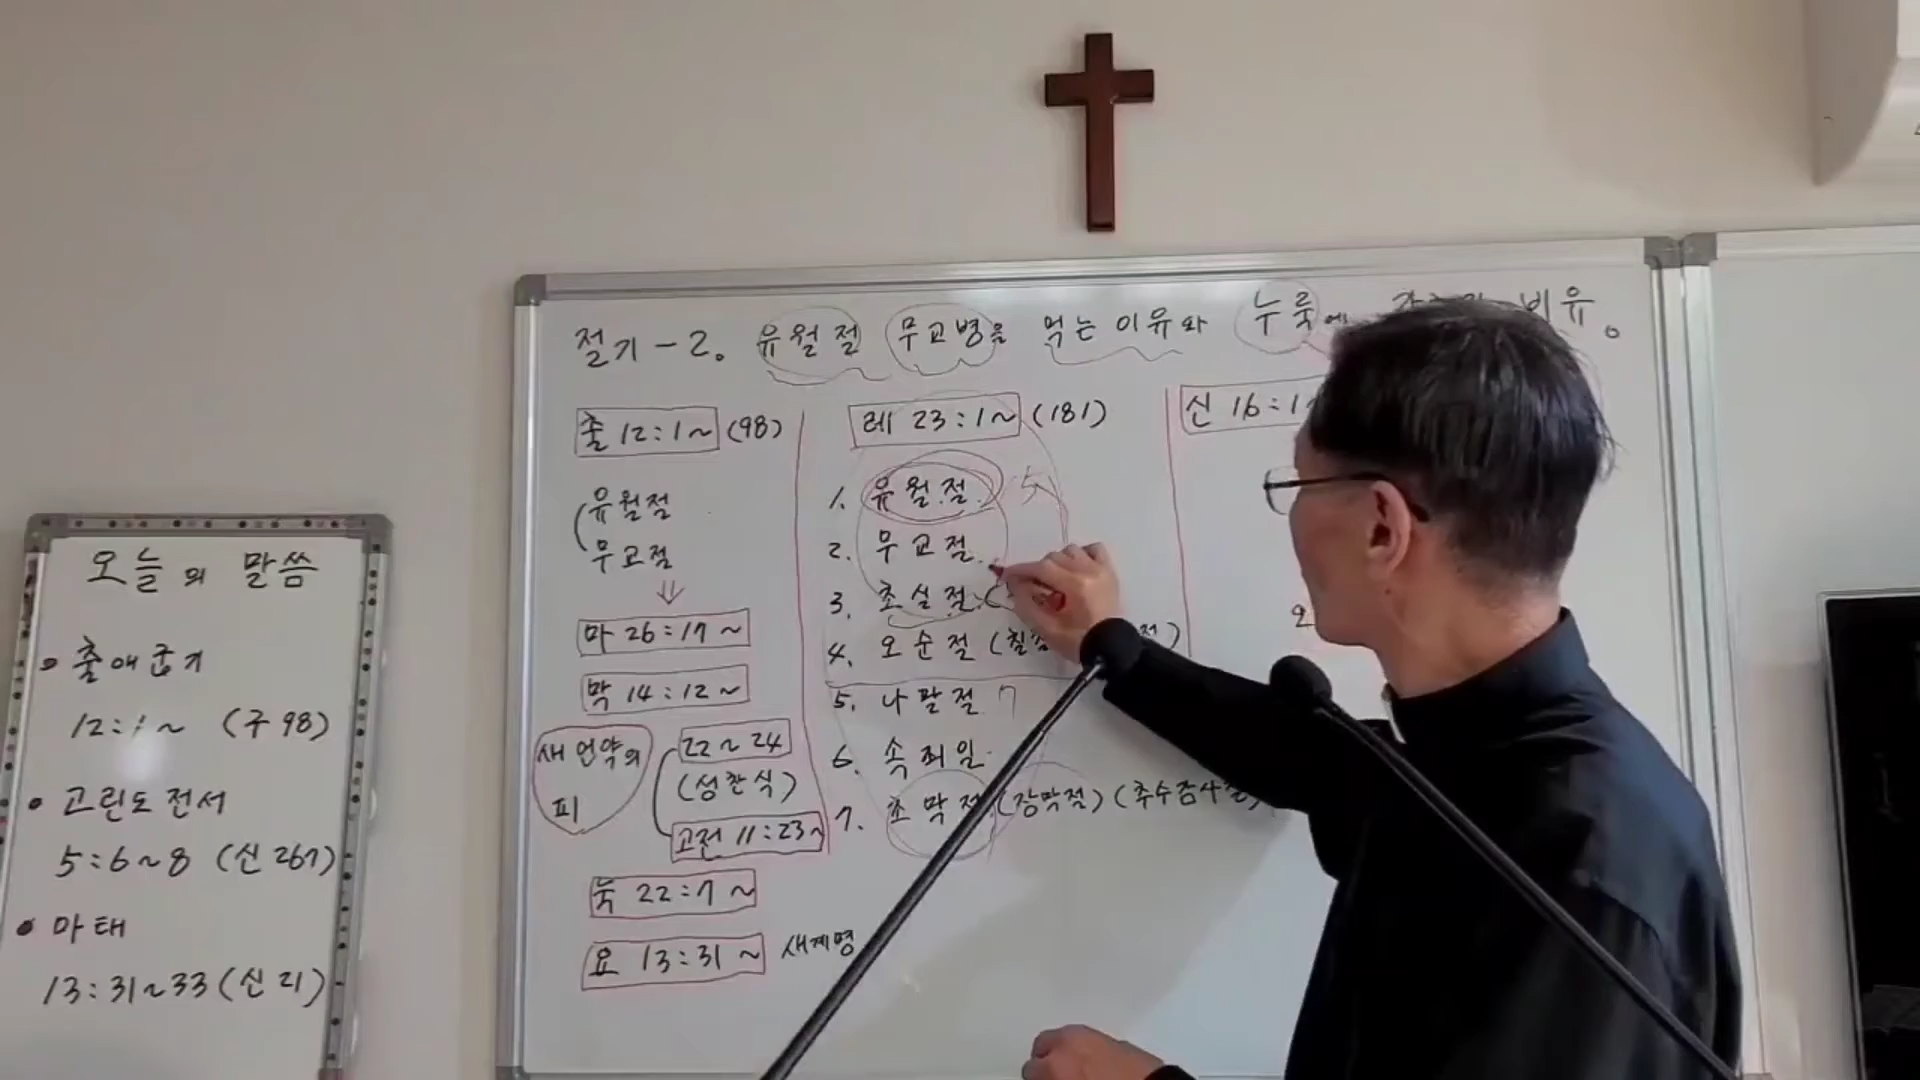 절기-2. 유월절 무교병을 먹는 이유와 누룩에 비유.
출 12:1~ (98)
유월절
무교절
⇓
마 26:17~
막 14:12~
새언약의
피
22~24
(성찬식)
고전 11:23~
눅 22:7~
요 13:31~ 새계명
레 23:1~ (181)
1. 유월절.
2. 무교절.
3. 초실절.
4. 오순절
5. 나팔절 7
6. 속죄일.
7. 초막절 (장막절) (추수감사절)
신 16:1
오늘의 말씀
• 출애굽기
12:1~ (구 98)
• 고린도전서
5:6~8 (신 267)
• 마태
13:31~33 (신 21)